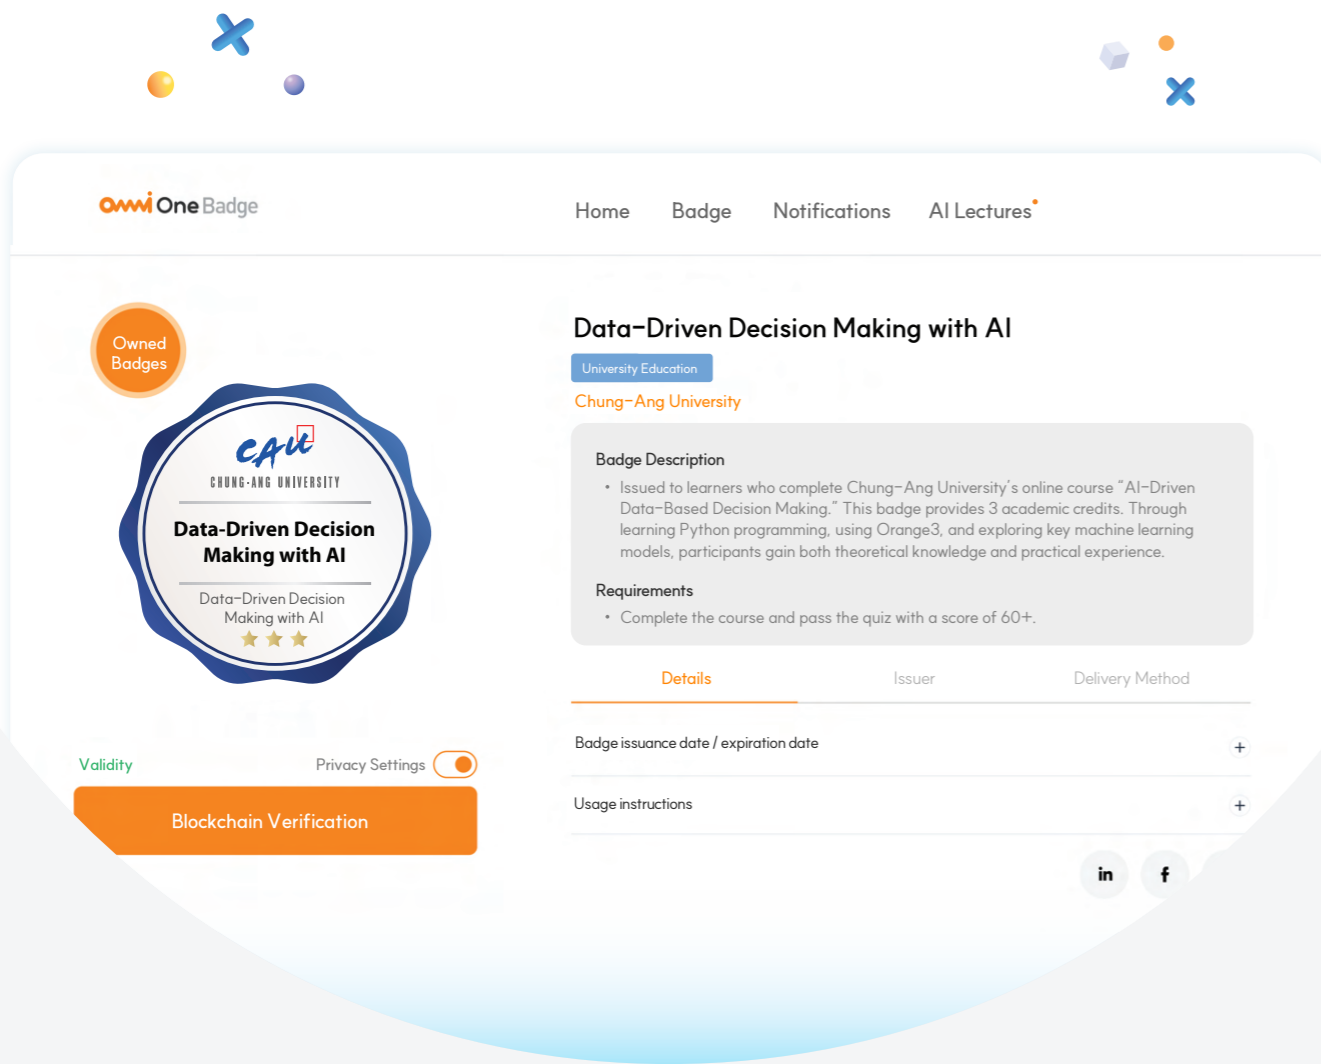 omni One Badge
Home Badge Notifications AI Lectures
Owned
Badges
CAU
CHUNG-ANG UNIVERSITY
Data-Driven Decision
Making with AI
Data-Driven Decision
Making with AI
Validity
Privacy Settings
Blockchain Verification
Data-Driven Decision Making with AI
University Education
Chung-Ang University
Badge Description
• Issued to learners who complete Chung-Ang University's online course "AI-Driven
Data-Based Decision Making." This badge provides 3 academic credits. Through
learning Python programming, using Orange3, and exploring key machine learning
models, participants gain both theoretical knowledge and practical experience.
Requirements
• Complete the course and pass the quiz with a score of 60+.
Details Issuer Delivery Method
Badge issuance date / expiration date
Usage instructions
in f